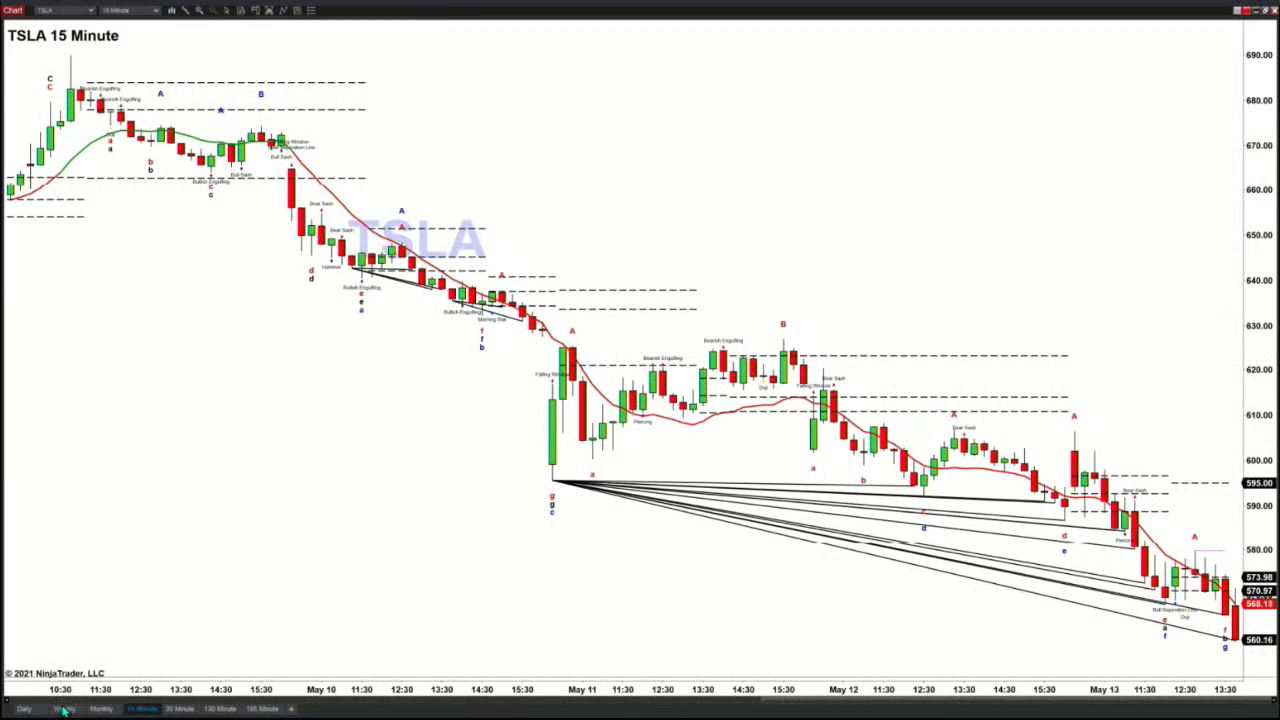 Chart TSLA 15 Minute
TSLA 15 Minute
TSLA
690.00
680.00
670.00
660.00
650.00
640.00
630.00
620.00
610.00
600.00
595.00
590.00
580.00
573.98
570.97
568.13
560.16
C
C
Bearish Engulfing
Bearish Engulfing
A
A
B
a
a
b
b
Bullish Engulfing
c
c
Bull Sash
Falling Window
Bull Sash
Bear Sash
Bear Sash
Hammer
d
d
A
A
Bullish Engulfing
e
e
a
A
Bullish Engulfing
Morning Star
f
f
b
A
Falling Window
g
g
c
a
Bearish Engulfing
Piercing
Bearish Engulfing
B
Doji
Falling Window
Bear Sash
a
b
d
A
Bear Sash
A
d
e
Bear Sash
A
Bull Separation Line
Doji
e
a
f
f
b
g
© 2021 NinjaTrader, LLC
10:30 11:30 12:30 13:30 14:30 15:30 May 10 11:30 12:30 13:30 14:30 15:30 May 11 11:30 12:30 13:30 14:30 15:30 May 12 11:30 12:30 13:30 14:30 15:30 May 13 11:30 12:30 13:30
Daily Weekly Monthly 15 Minute 30 Minute 130 Minute 195 Minute +